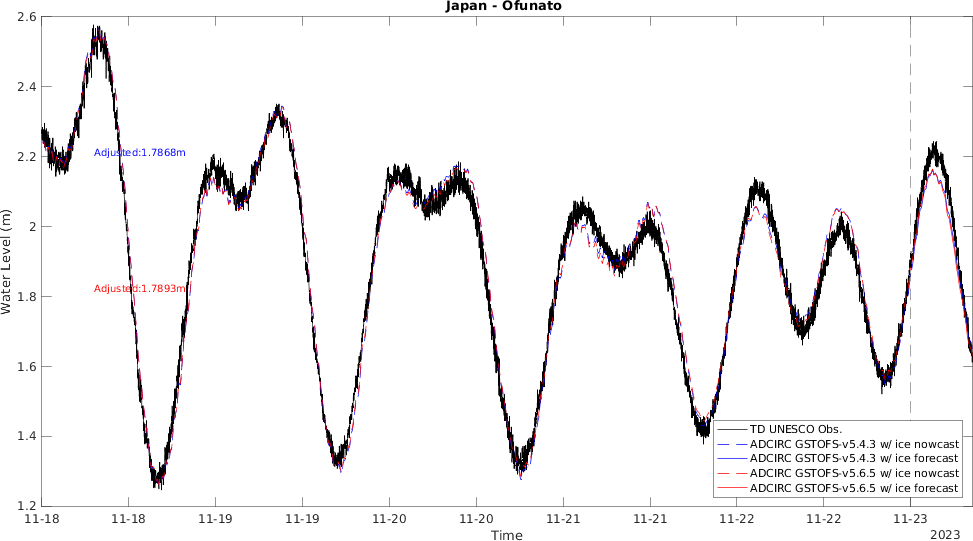 Japan - Ofunato
Water Level (m)
2.6
2.4
2.2
2
1.8
1.6
1.4
1.2
Adjusted:1.7868m
Adjusted:1.7893m
TD UNESCO Obs.
ADCIRC GSTOFS-v5.4.3 w/ ice nowcast
ADCIRC GSTOFS-v5.4.3 w/ ice forecast
ADCIRC GSTOFS-v5.6.5 w/ ice nowcast
ADCIRC GSTOFS-v5.6.5 w/ ice forecast
11-18 11-18 11-19 11-19 11-20 11-20 11-21 11-21 11-22 11-22 11-23
Time
2023